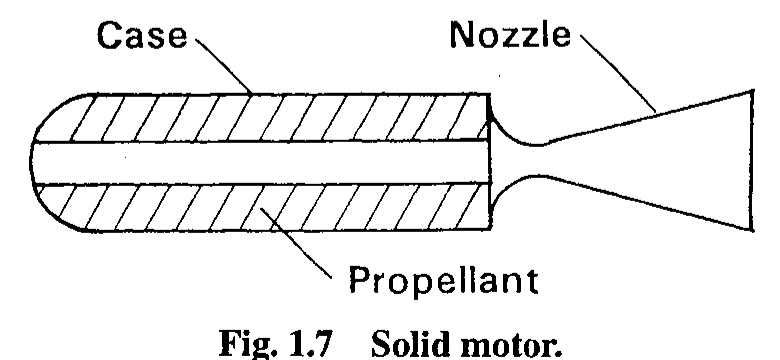 Case
Nozzle
Propellant
Fig. 1.7 Solid motor.